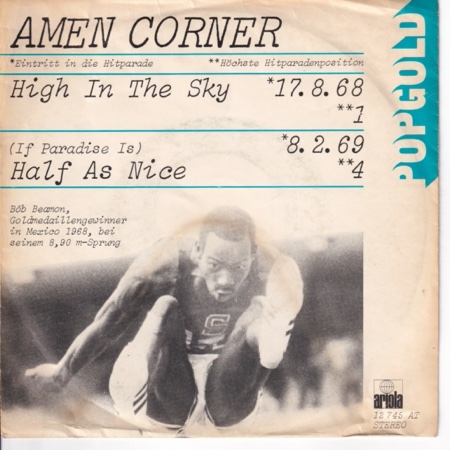 AMEN CORNER
*Eintritt in die Hitparade **Höchste Hitparadenposition
High In The Sky *17.8.68
**1
(If Paradise Is) *8.2.69
Half As Nice **4
POPGOLD
Bob Beamon,
Goldmedaillengewinner
in Mexico 1968, bei
seinem 8,90 m-Sprung
S
ariola
12 745 AT
STEREO